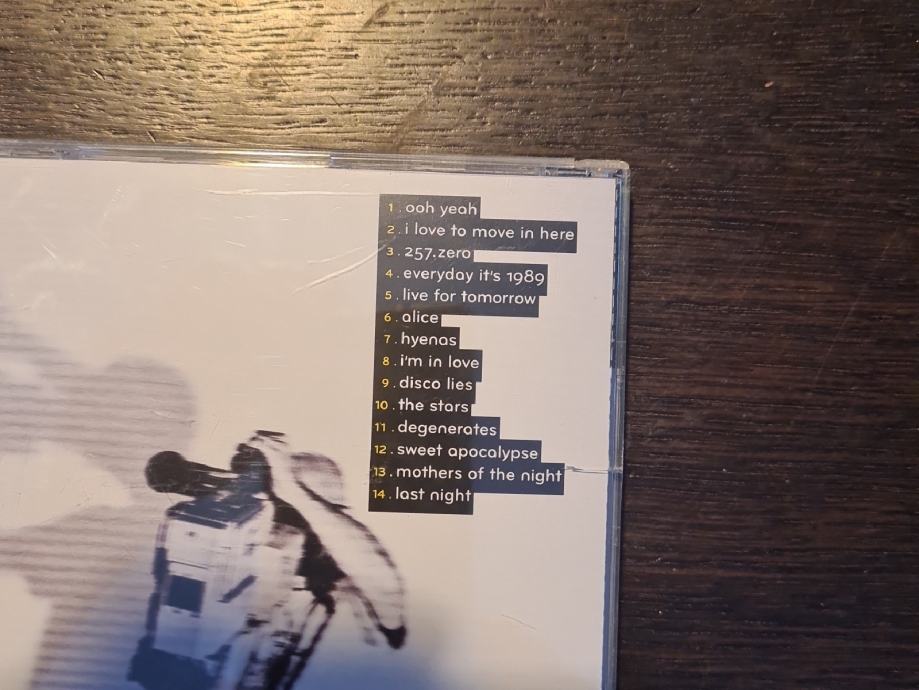 1. ooh yeah
2. i love to move in here
3. 257.zero
4. everyday it's 1989
5. live for tomorrow
6. alice
7. hyenas
8. i'm in love
9. disco lies
10. the stars
11. degenerates
12. sweet apocalypse
13. mothers of the night
14. last night